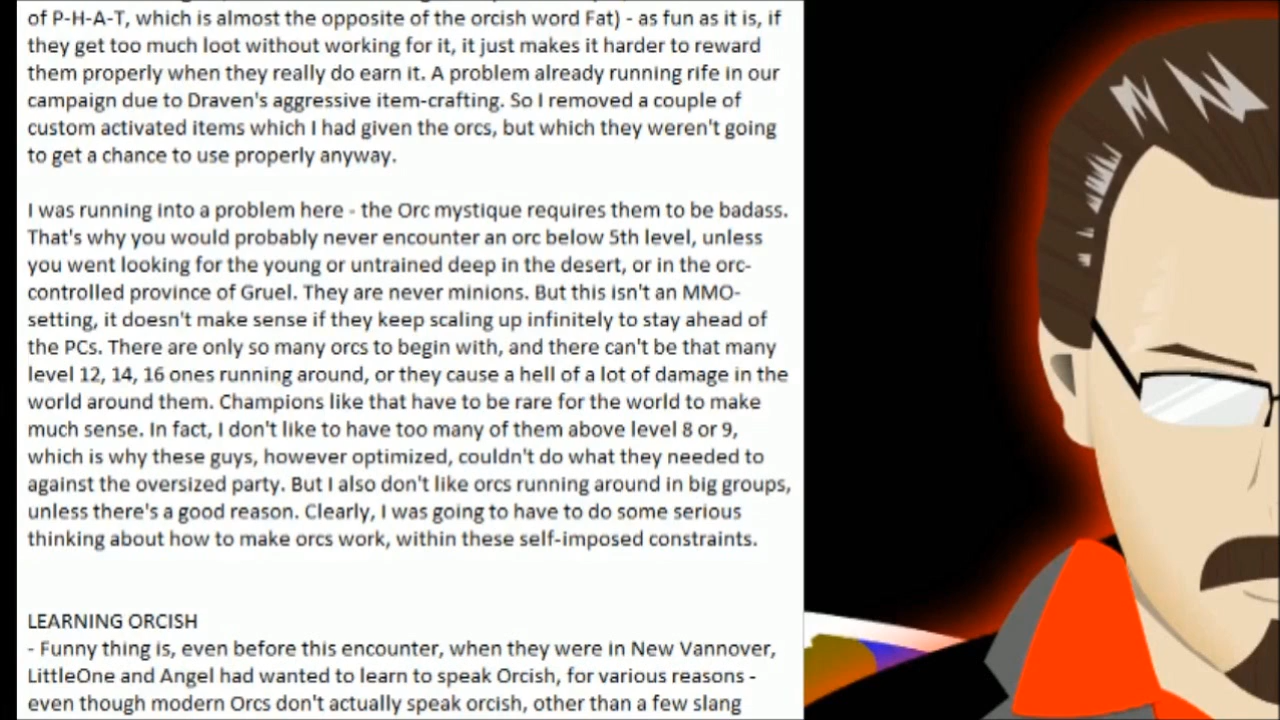 of P-H-A-T, which is almost the opposite of the orcish word Fat) - as fun as it is, if
they get too much loot without working for it, it just makes it harder to reward
them properly when they really do earn it. A problem already running rife in our
campaign due to Draven's aggressive item-crafting. So I removed a couple of
custom activated items which I had given the orcs, but which they weren't going
to get a chance to use properly anyway.
I was running into a problem here - the Orc mystique requires them to be badass.
That's why you would probably never encounter an orc below 5th level, unless
you went looking for the young or untrained deep in the desert, or in the orc-
controlled province of Gruel. They are never minions. But this isn't an MMO-
setting, it doesn't make sense if they keep scaling up infinitely to stay ahead of
the PCs. There are only so many orcs to begin with, and there can't be that many
level 12, 14, 16 ones running around, or they cause a hell of a lot of damage in the
world around them. Champions like that have to be rare for the world to make
much sense. In fact, I don't like to have too many of them above level 8 or 9,
which is why these guys, however optimized, couldn't do what they needed to
against the oversized party. But I also don't like orcs running around in big groups,
unless there's a good reason. Clearly, I was going to have to do some serious
thinking about how to make orcs work, within these self-imposed constraints.
LEARNING ORCISH
- Funny thing is, even before this encounter, when they were in New Vannover,
LittleOne and Angel had wanted to learn to speak Orcish, for various reasons -
even though modern Orcs don't actually speak orcish, other than a few slang